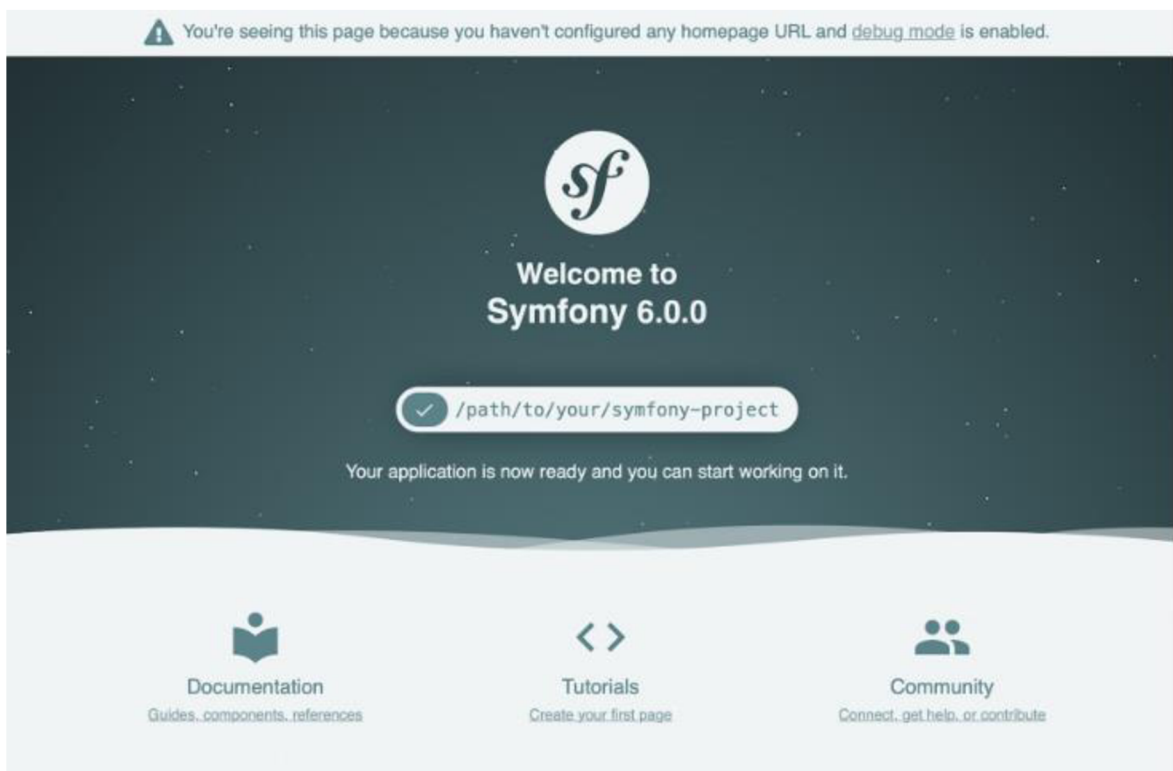 You're seeing this page because you haven't configured any homepage URL and debug mode is enabled.
sf
Welcome to
Symfony 6.0.0
/path/to/your/symfony-project
Your application is now ready and you can start working on it.
Documentation
Guides, components, references
Tutorials
Create your first page
Community
Connect, get help, or contribute